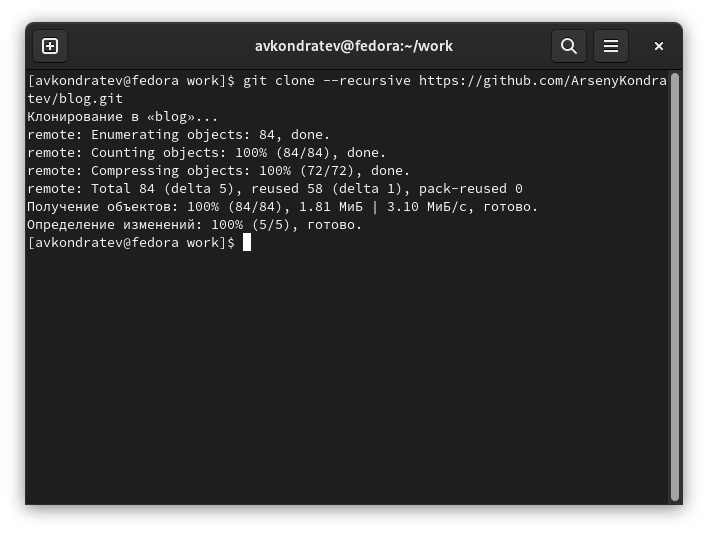 avkondratev@fedora:~/work
[avkondratev@fedora work]$ git clone --recursive https://github.com/ArsenyKondra
tev/blog.git
Клонирование в «blog»...
remote: Enumerating objects: 84, done.
remote: Counting objects: 100% (84/84), done.
remote: Compressing objects: 100% (72/72), done.
remote: Total 84 (delta 5), reused 58 (delta 1), pack-reused 0
Получение объектов: 100% (84/84), 1.81 МиБ | 3.10 МиБ/с, готово.
Определение изменений: 100% (5/5), готово.
[avkondratev@fedora work]$